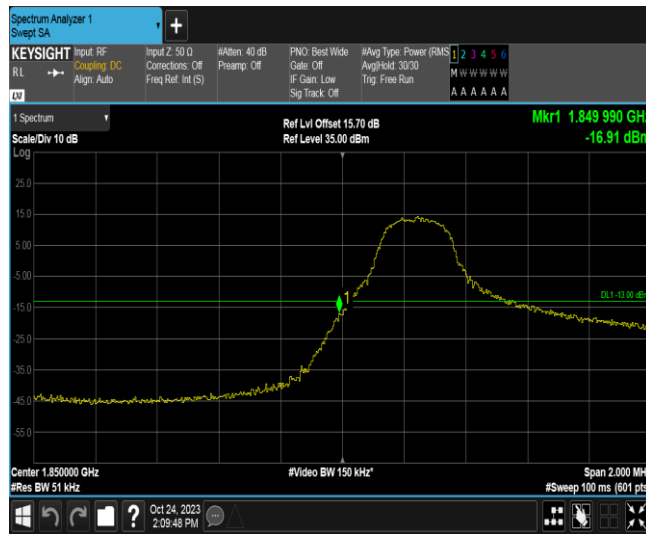 Spectrum Analyzer 1
Swept SA
+
KEYSIGHT
RL
LXI
Input: RF
Coupling: DC
Align: Auto
Input Z: 50 Ω
Corrections: Off
Freq Ref: Int (S)
#Atten: 40 dB
Preamp: Off
PNO: Best Wide
Gate: Off
IF Gain: Low
Sig Track: Off
#Avg Type: Power (RMS
Avg|Hold: 30/30
Trig: Free Run
1 2 3 4 5 6
M W W W W W
A A A A A A
1 Spectrum
Scale/Div 10 dB
Log
Ref Lvl Offset 15.70 dB
Ref Level 35.00 dBm
Mkr1 1.849 990 GHz
-16.91 dBm
25.0
15.0
5.00
-5.00
-15.0
-25.0
-35.0
-45.0
-55.0
1
DL1 -13.00 dBm
Center 1.850000 GHz
#Res BW 51 kHz
#Video BW 150 kHz*
Span 2.000 MHz
#Sweep 100 ms (601 pts)
?
Oct 24, 2023
2:09:48 PM